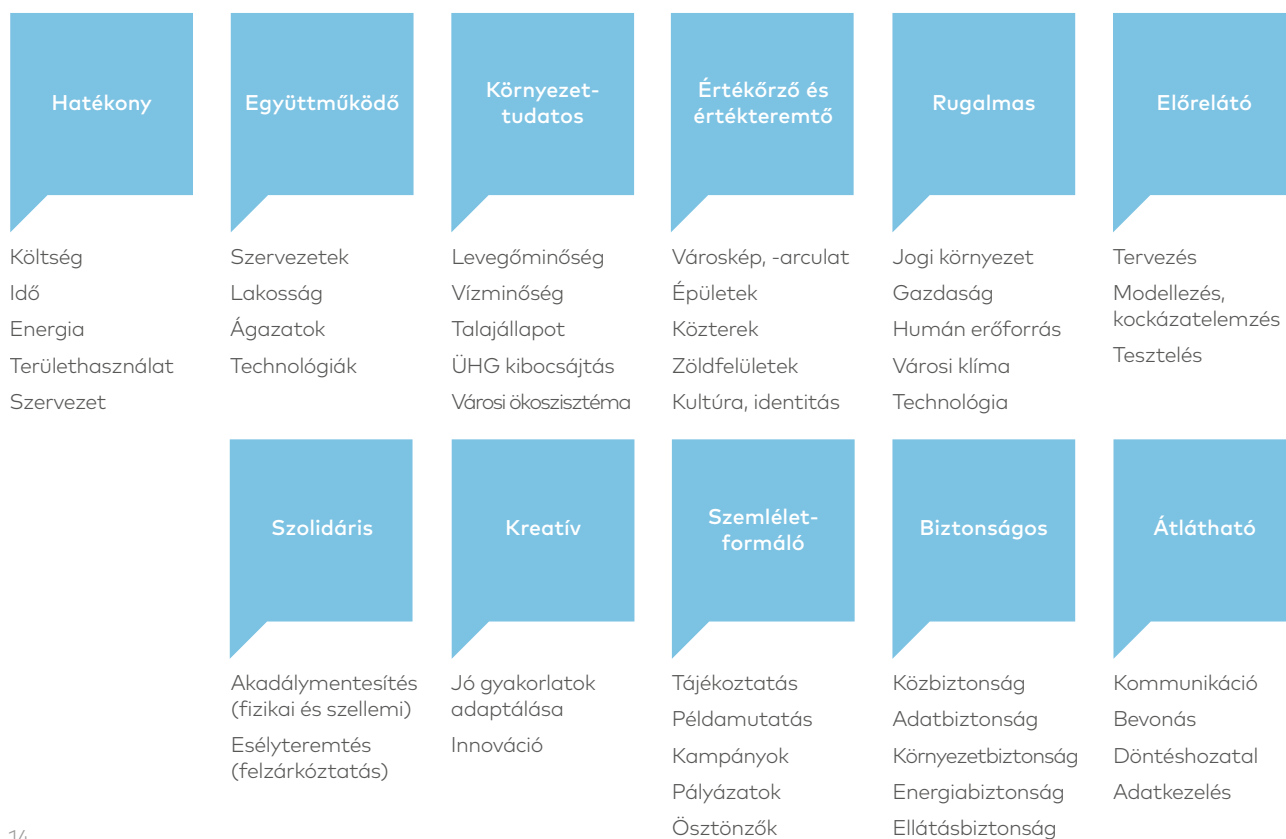 Hatékony
Költség
Idő
Energia
Területhasználat
Szervezet
Együttműködő
Szervezetek
Lakosság
Ágazatok
Technológiák
Környezet-
tudatos
Levegőminőség
Vízminőség
Talajállapot
ÜHG kibocsájtás
Városi ökoszisztéma
Értékőrző és
értékteremtő
Városkép, -arculat
Épületek
Közterek
Zöldfelületek
Kultúra, identitás
Rugalmas
Jogi környezet
Gazdaság
Humán erőforrás
Városi klíma
Technológia
Előrelátó
Tervezés
Modellezés,
kockázatelemzés
Tesztelés
Szolidáris
Akadálymentesítés
(fizikai és szellemi)
Esélyteremtés
(felzárkóztatás)
Kreatív
Jó gyakorlatok
adaptálása
Innováció
Szemlélet-
formáló
Tájékoztatás
Példamutatás
Kampányok
Pályázatok
Ösztönzők
Biztonságos
Közbiztonság
Adatbiztonság
Környezetbiztonság
Energiabiztonság
Ellátásbiztonság
Átlátható
Kommunikáció
Bevonás
Döntéshozatal
Adatkezelés
14